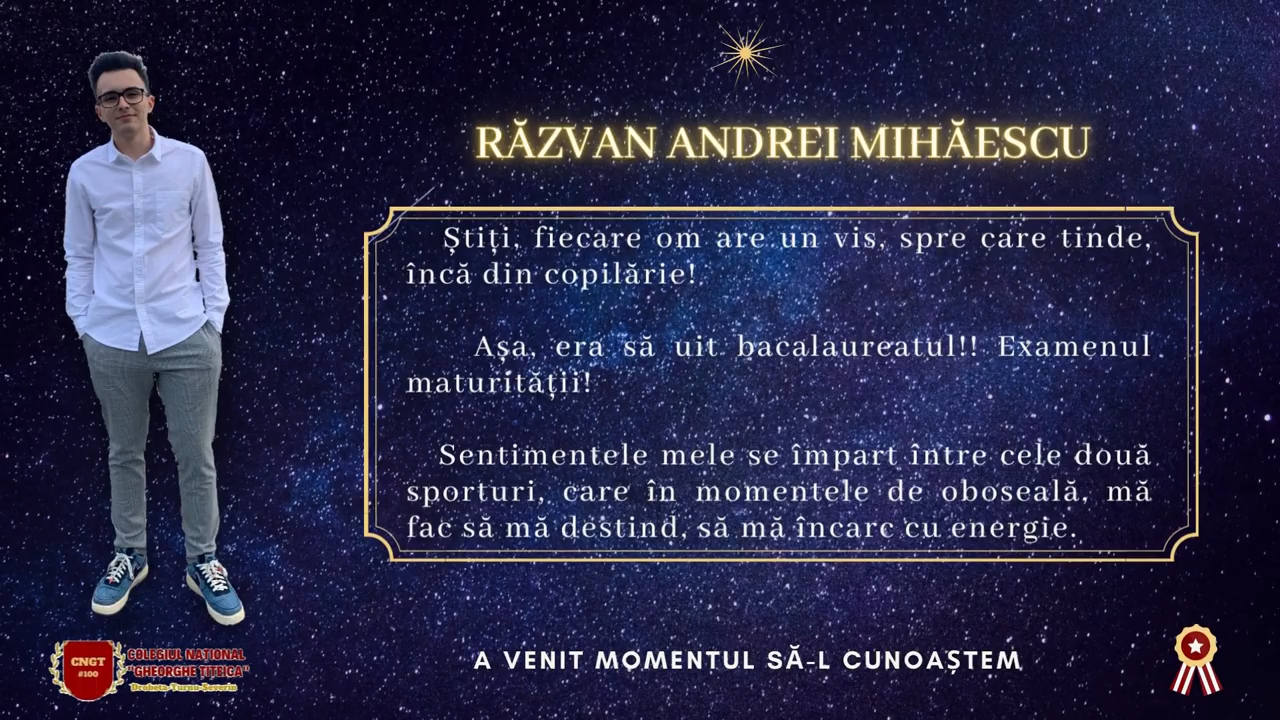 RĂZVAN ANDREI MIHĂESCU
Știți, fiecare om are un vis, spre care tinde,
încă din copilărie!
Așa, era să uit bacalaureatul!! Examenul
maturității!
Sentimentele mele se împart între cele două
sporturi, care în momentele de oboseală, mă
fac să mă destind, să mă încarc cu energie.
CNGT
#100
COLEGIUL NAȚIONAL
"GHEORGHE ȚIȚEICA"
Drobeta-Turnu-Severin
A VENIT MOMENTUL SĂ-L CUNOAȘTEM